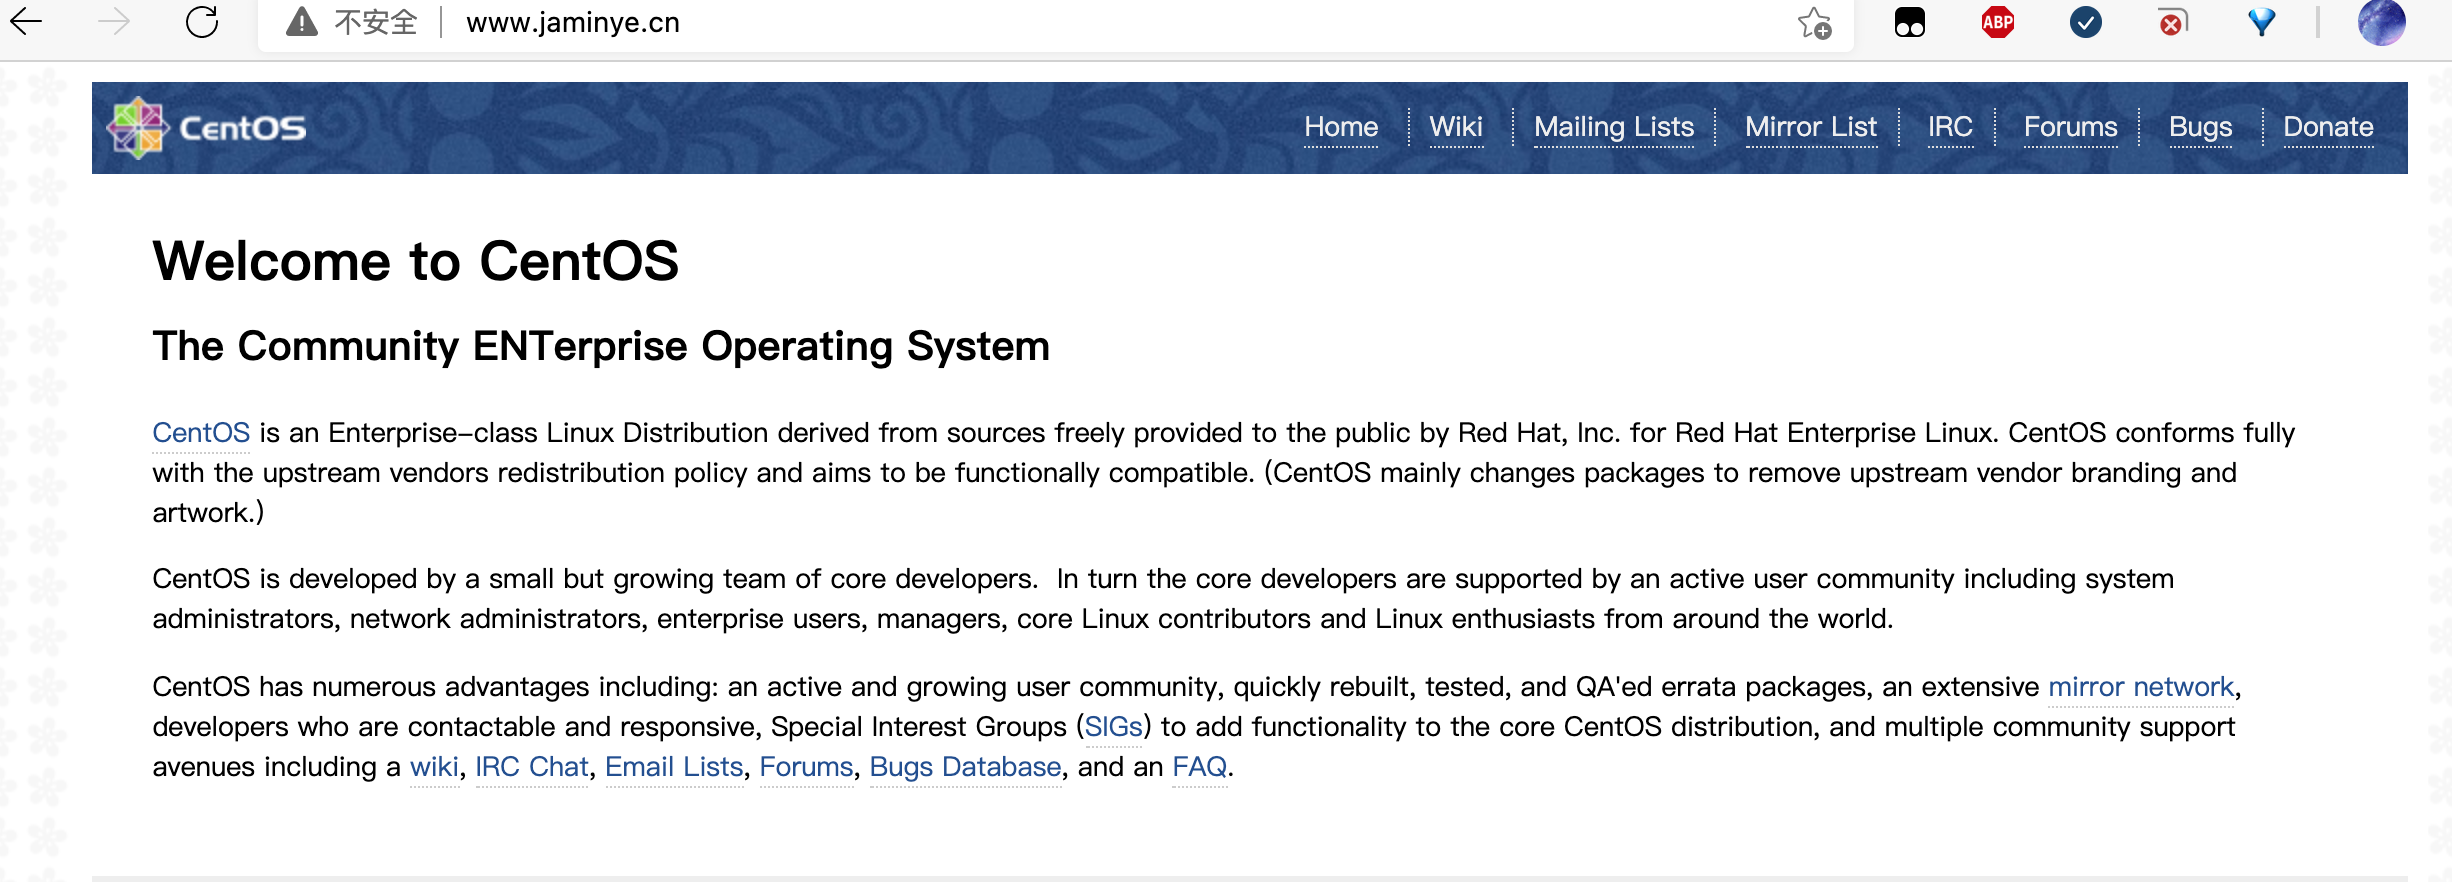 不安全 www.jaminye.cn
ABP
CentOS Home Wiki Mailing Lists Mirror List IRC Forums Bugs Donate
Welcome to CentOS
The Community ENTerprise Operating System
CentOS is an Enterprise-class Linux Distribution derived from sources freely provided to the public by Red Hat, Inc. for Red Hat Enterprise Linux. CentOS conforms fully
with the upstream vendors redistribution policy and aims to be functionally compatible. (CentOS mainly changes packages to remove upstream vendor branding and
artwork.)
CentOS is developed by a small but growing team of core developers.  In turn the core developers are supported by an active user community including system
administrators, network administrators, enterprise users, managers, core Linux contributors and Linux enthusiasts from around the world.
CentOS has numerous advantages including: an active and growing user community, quickly rebuilt, tested, and QA'ed errata packages, an extensive mirror network,
developers who are contactable and responsive, Special Interest Groups (SIGs) to add functionality to the core CentOS distribution, and multiple community support
avenues including a wiki, IRC Chat, Email Lists, Forums, Bugs Database, and an FAQ.